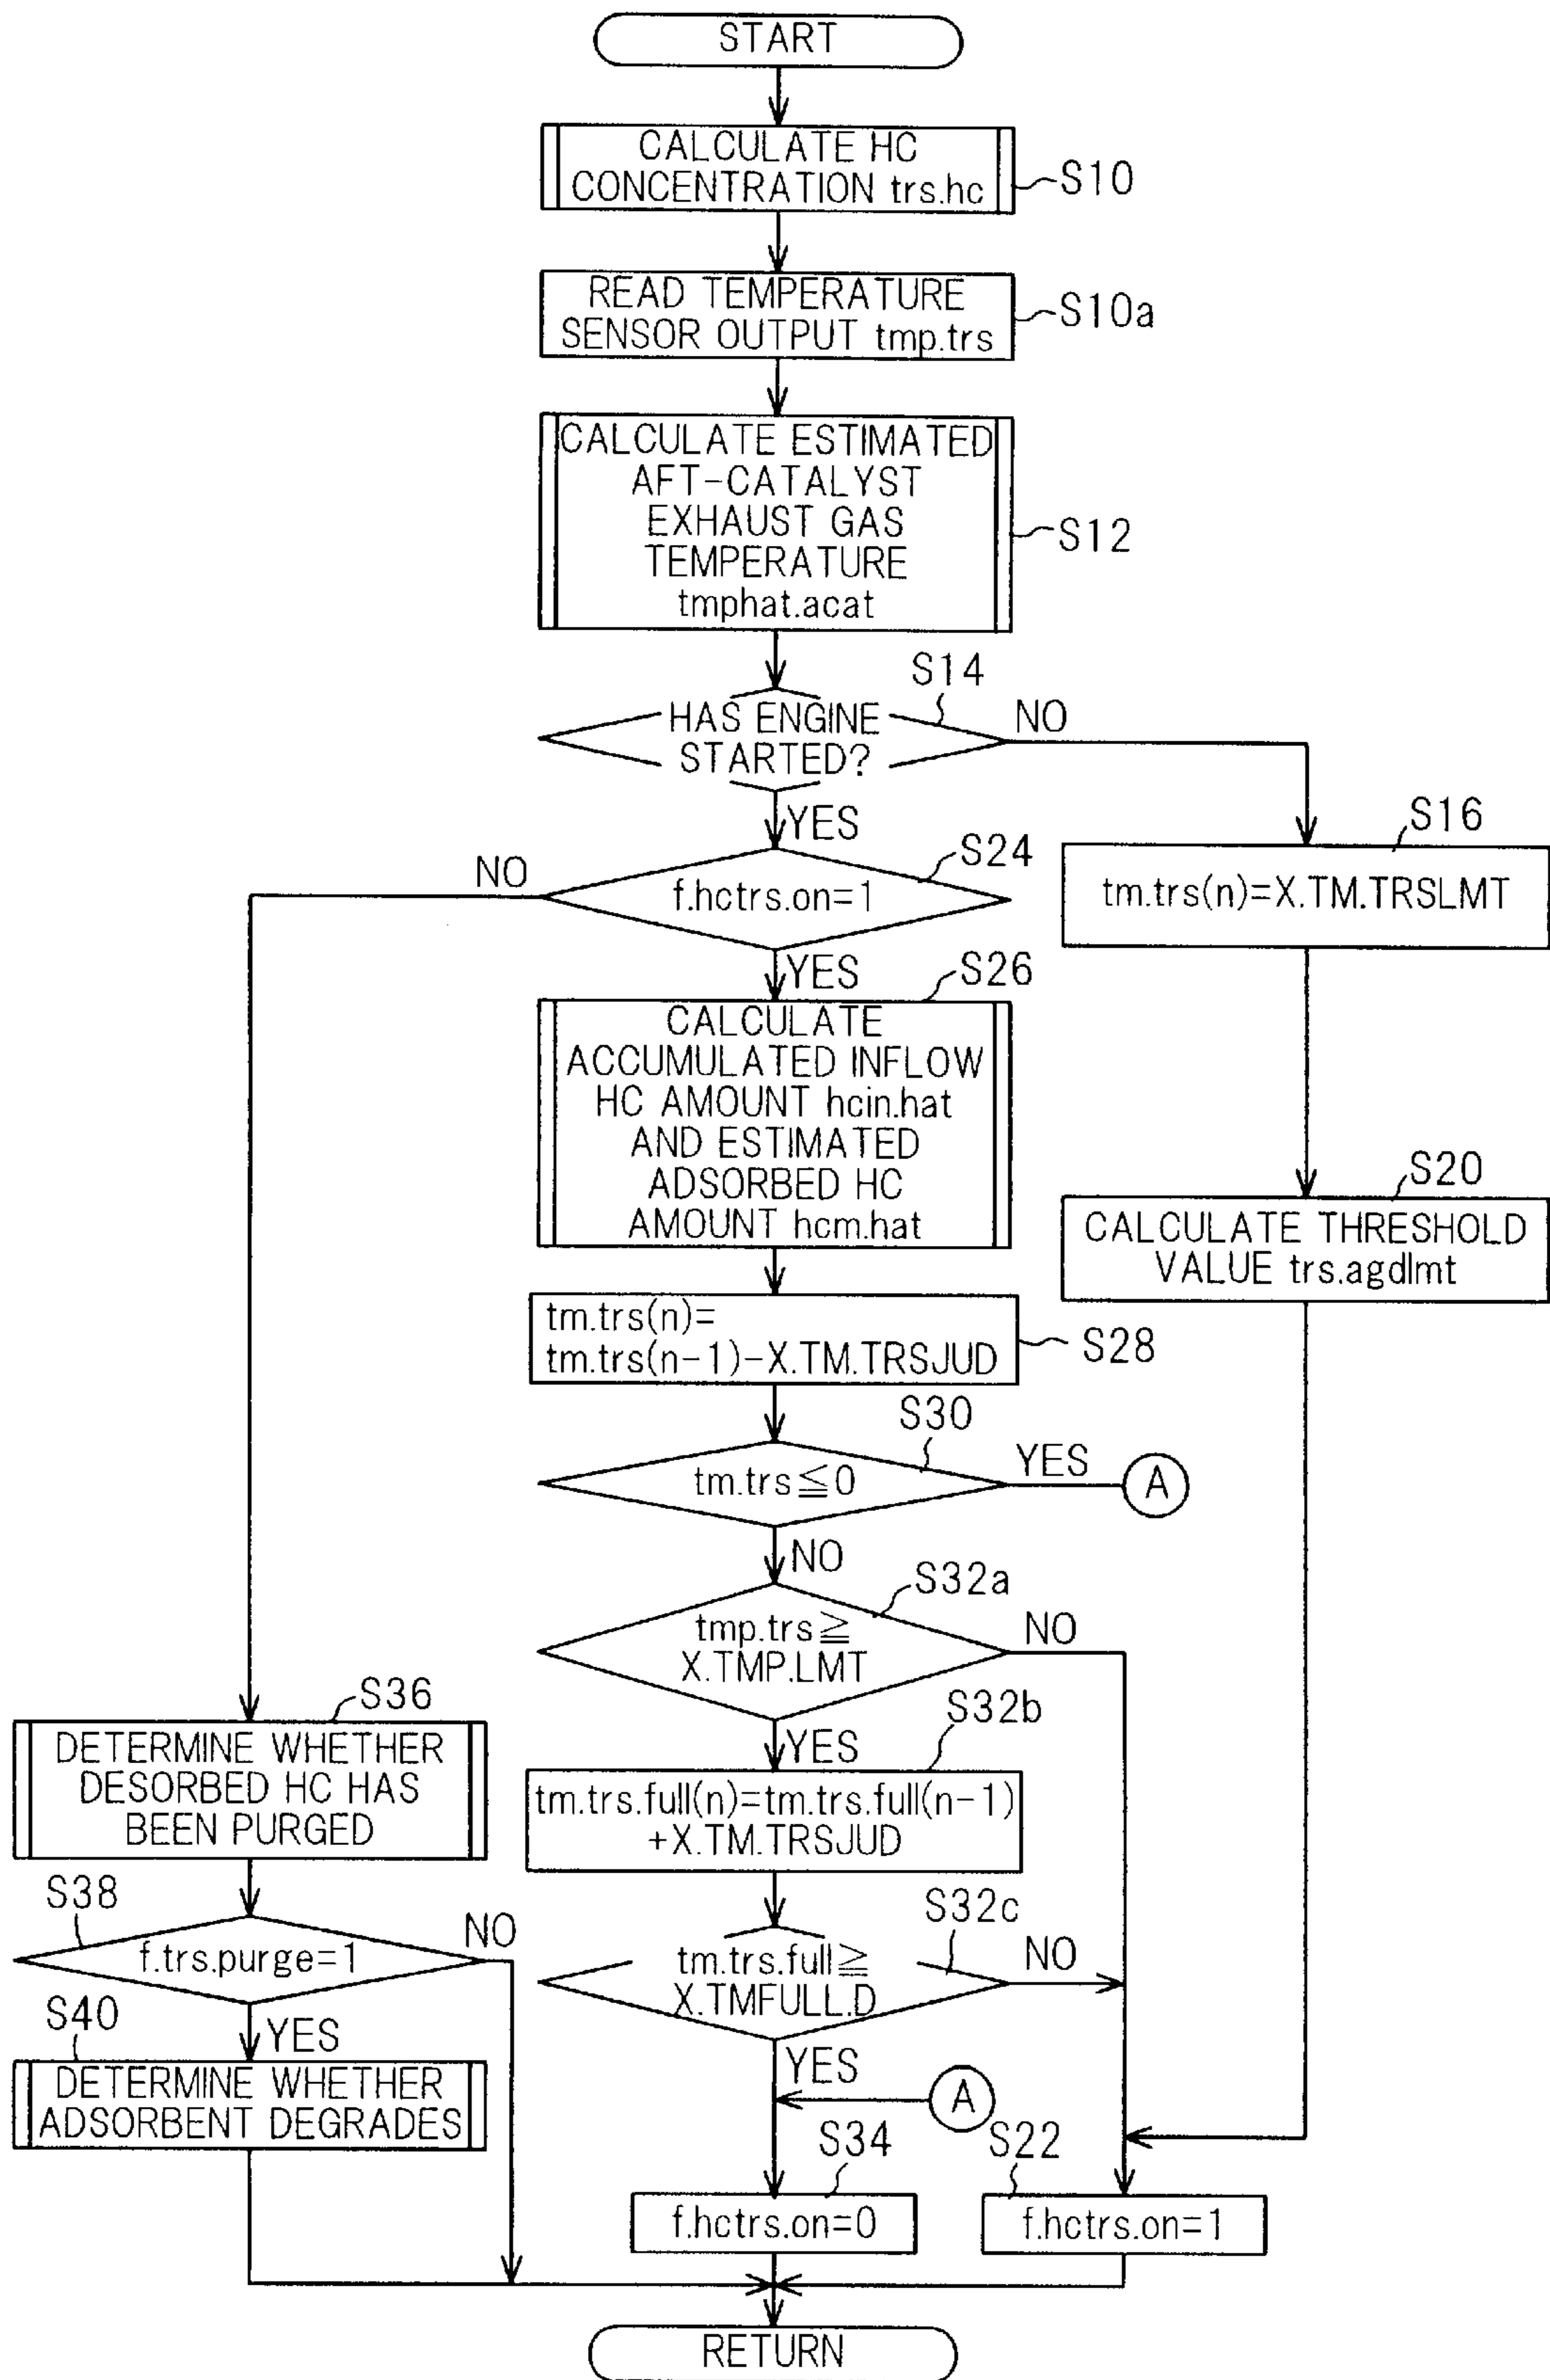 START
CALCULATE HC
CONCENTRATION trs.hc
S10
READ TEMPERATURE
SENSOR OUTPUT tmp.trs
S10a
CALCULATE ESTIMATED
AFT-CATALYST
EXHAUST GAS
TEMPERATURE
tmphat.acat
S12
S14
HAS ENGINE
STARTED?
NO
YES
S16
tm.trs(n)=X.TM.TRSLMT
S24
NO
f.hctrs.on=1
YES
S26
CALCULATE
ACCUMULATED INFLOW
HC AMOUNT hcin.hat
AND ESTIMATED
ADSORBED HC
AMOUNT hcm.hat
S20
CALCULATE THRESHOLD
VALUE trs.agdlmt
tm.trs(n)=
tm.trs(n-1)-X.TM.TRSJUD
S28
S30
tm.trs≦0
YES
A
NO
S32a
tmp.trs≧
X.TMP.LMT
NO
YES
S32b
tm.trs.full(n)=tm.trs.full(n-1)
+X.TM.TRSJUD
S36
DETERMINE WHETHER
DESORBED HC HAS
BEEN PURGED
S38
f.trs.purge=1
NO
YES
S32c
tm.trs.full≧
X.TMFULL.D
NO
YES
A
S40
DETERMINE WHETHER
ADSORBENT DEGRADES
S34
f.hctrs.on=0
S22
f.hctrs.on=1
RETURN